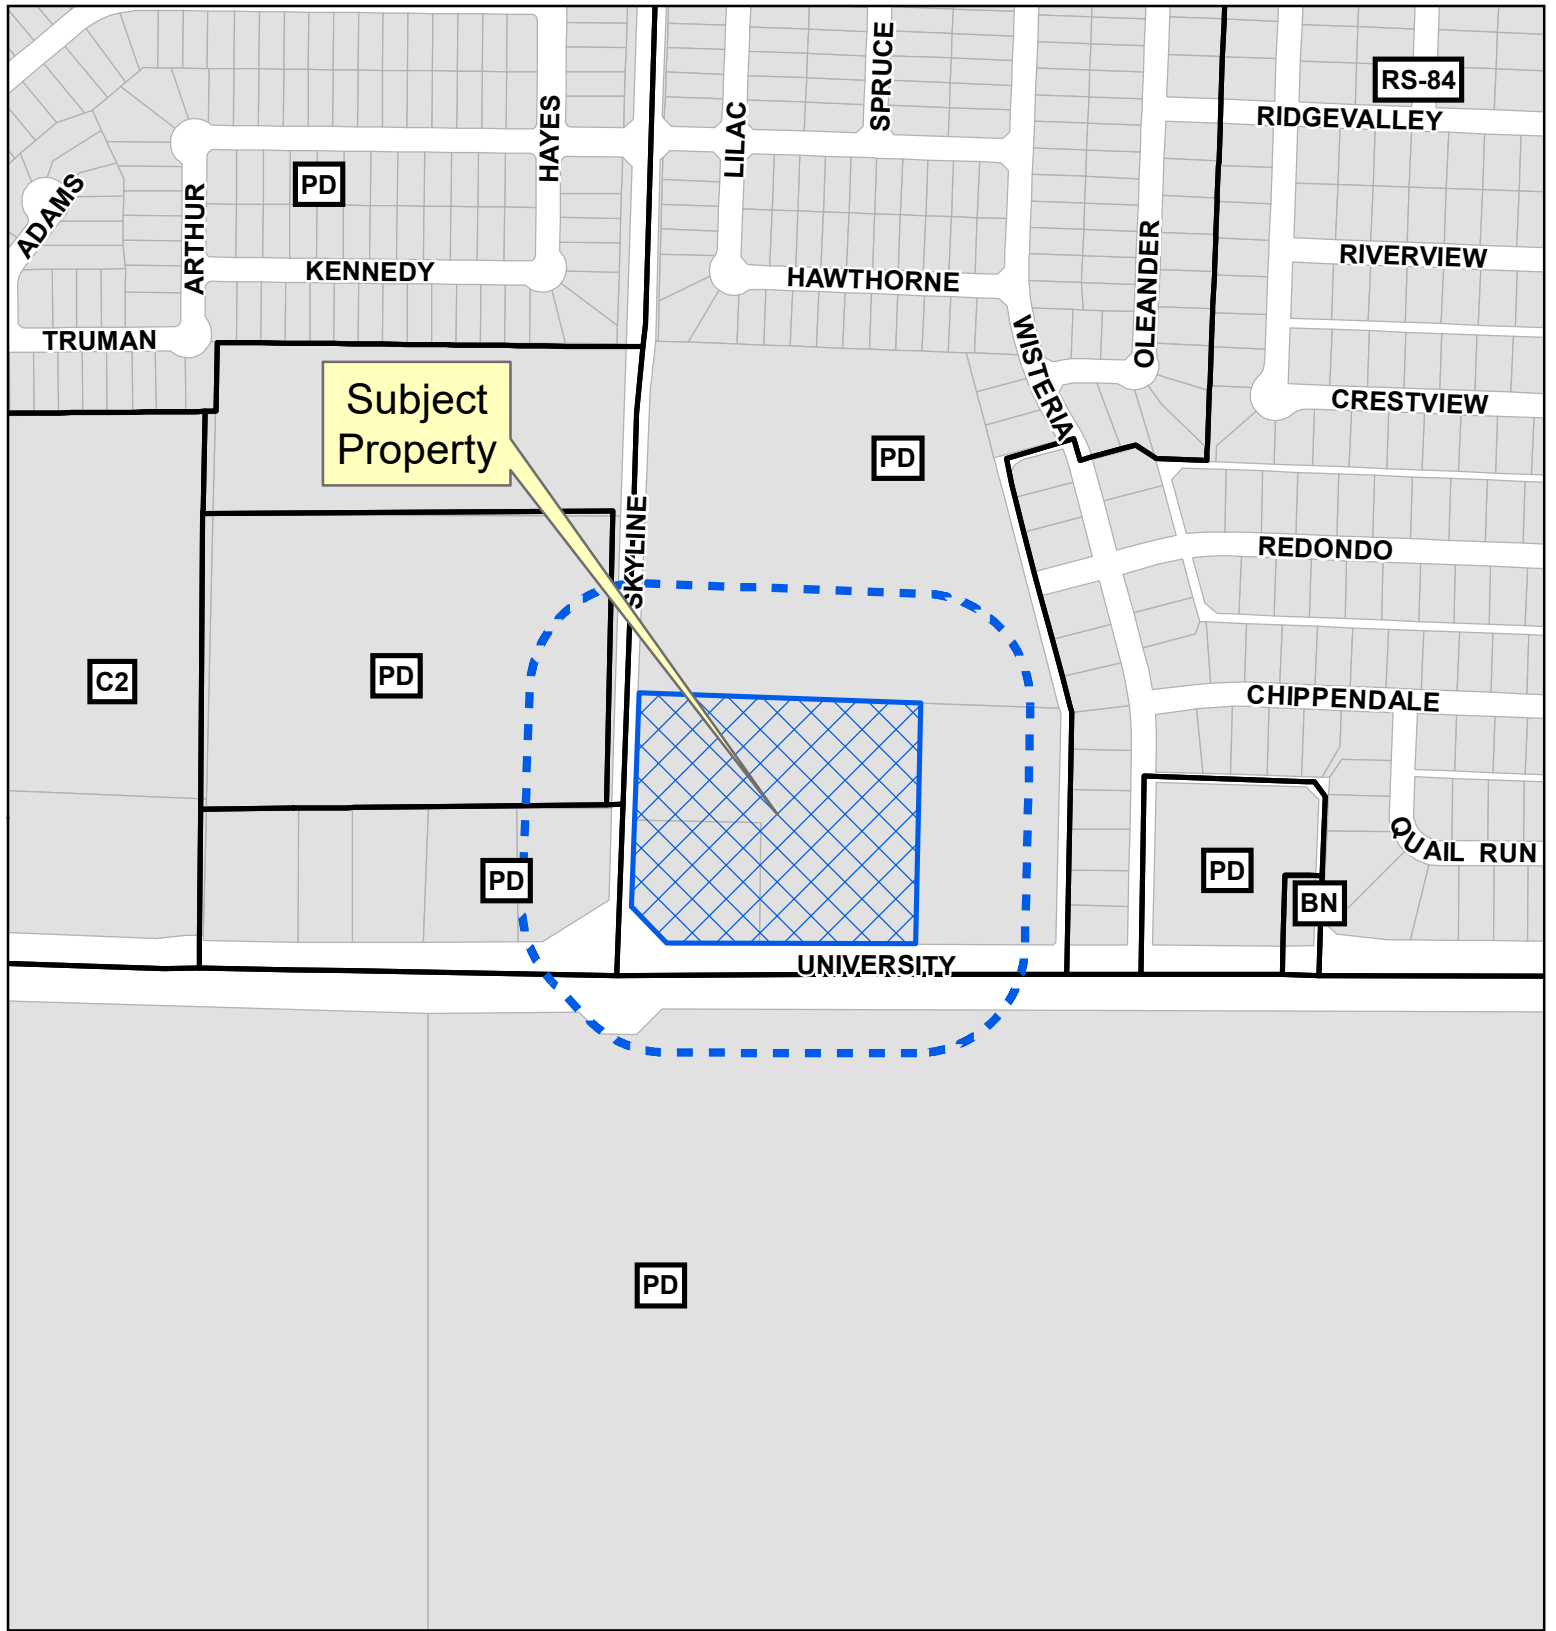 SPRUCE
RS-84
RIDGEVALLEY
HAYES
LILAC
PD
ADAMS
ARTHUR
OLEANDER
RIVERVIEW
KENNEDY
HAWTHORNE
TRUMAN
WISTERIA
CRESTVIEW
Subject
Property
PD
SKYLINE
REDONDO
C2
PD
CHIPPENDALE
QUAIL RUN
PD
PD
BN
UNIVERSITY
PD